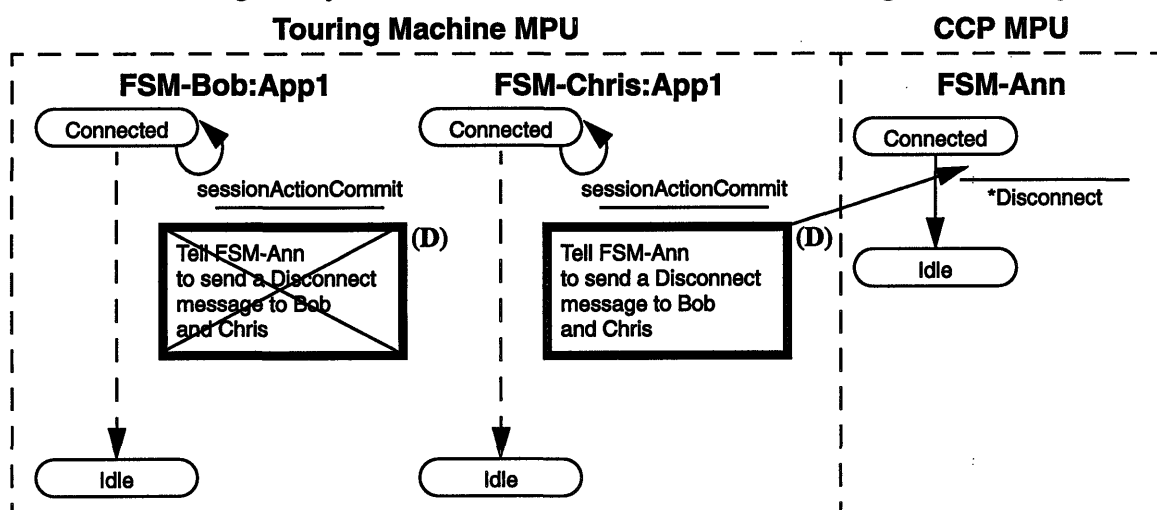 Touring Machine MPU
CCP MPU
FSM-Bob:App1
FSM-Chris:App1
FSM-Ann
Connected
Connected
Connected
sessionActionCommit
sessionActionCommit
*Disconnect
Tell FSM-Ann
to send a Disconnect
message to Bob
and Chris
(D)
Tell FSM-Ann
to send a Disconnect
message to Bob
and Chris
(D)
Idle
Idle
Idle